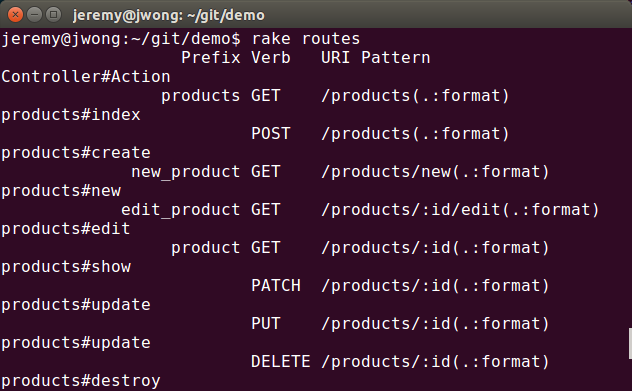 jeremy@jwong: ~/git/demo
jeremy@jwong:~/git/demo$ rake routes
Prefix Verb URI Pattern
Controller#Action
products GET /products(.:format)
products#index
POST /products(.:format)
products#create
new_product GET /products/new(.:format)
products#new
edit_product GET /products/:id/edit(.:format)
products#edit
product GET /products/:id(.:format)
products#show
PATCH /products/:id(.:format)
products#update
PUT /products/:id(.:format)
products#update
DELETE /products/:id(.:format)
products#destroy